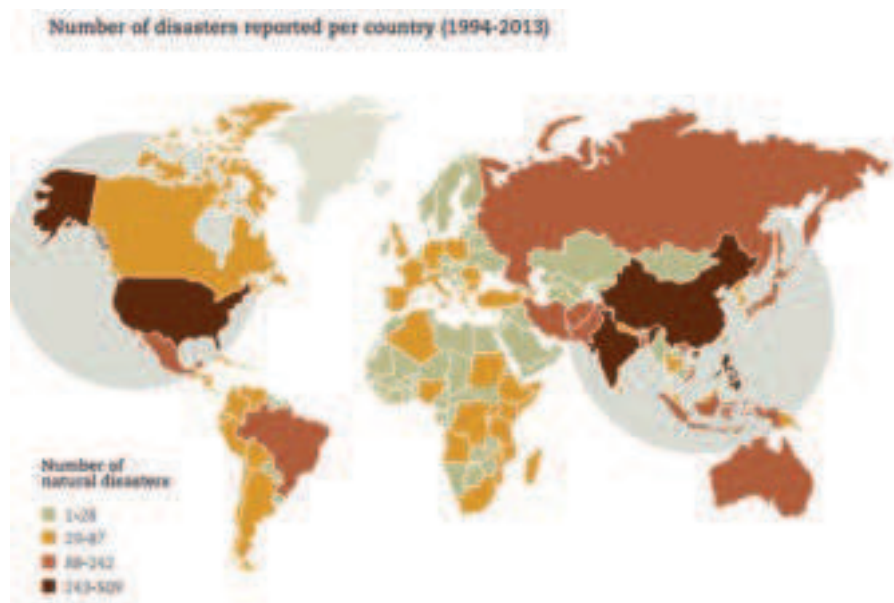 Number of disasters reported per country (1994-2013)
Number of
natural disasters
1-28
29-87
88-242
243-509